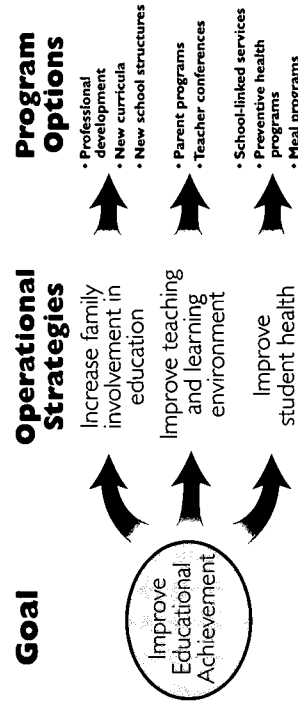 Goal
Improve
Educational
Achievement
Operational
Strategies
Increase family
involvement in
education
Improve teaching
and learning
environment
Improve
student health
Program
Options
• Professional
development
• New curricula
• New school structures
• Parent programs
• Teacher conferences
• School-linked services
• Preventive health
programs
• Meal programs